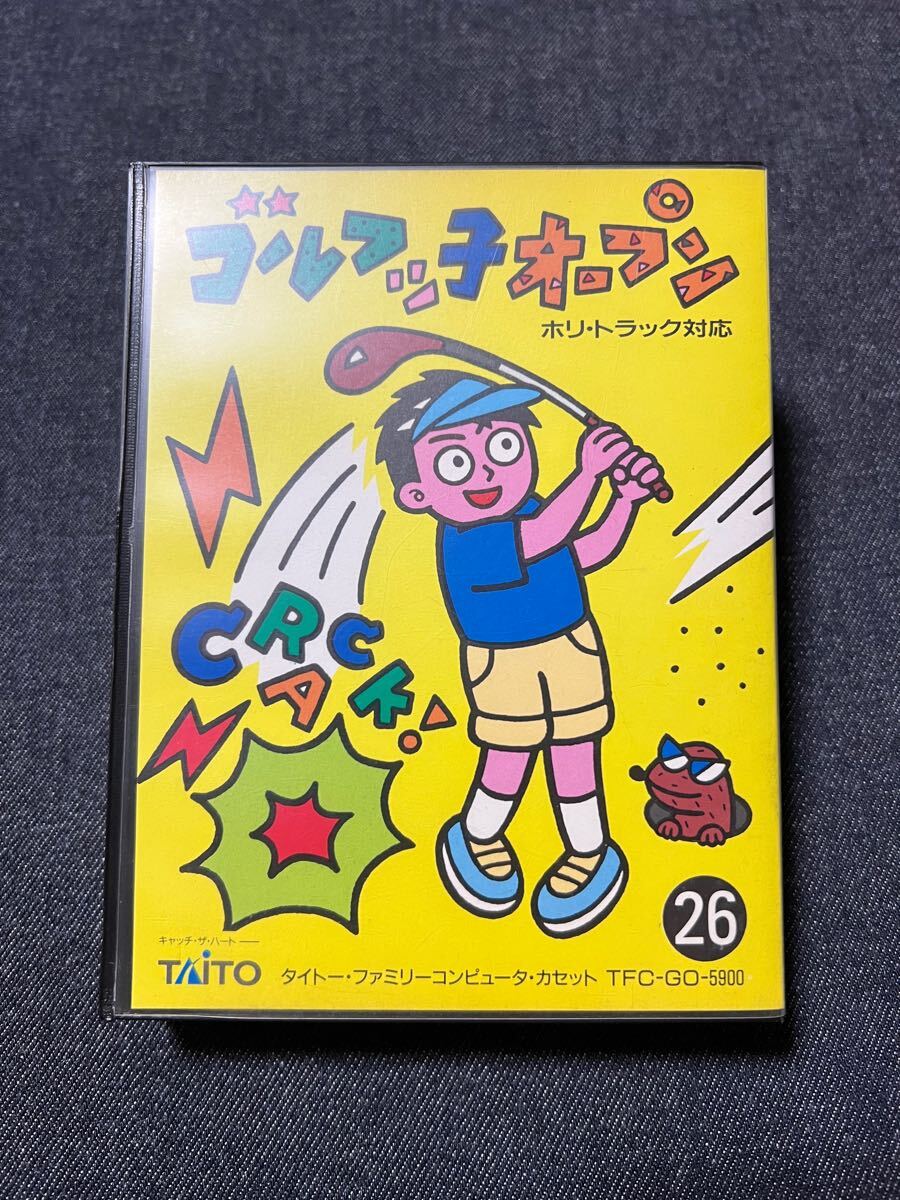 ゴルフッ子オープン
ホリ・トラック対応
CRACK!
26
キャッチ・ザ・ハート
TAITO
タイトー・ファミリーコンピュータ・カセット TFC-GO-5900